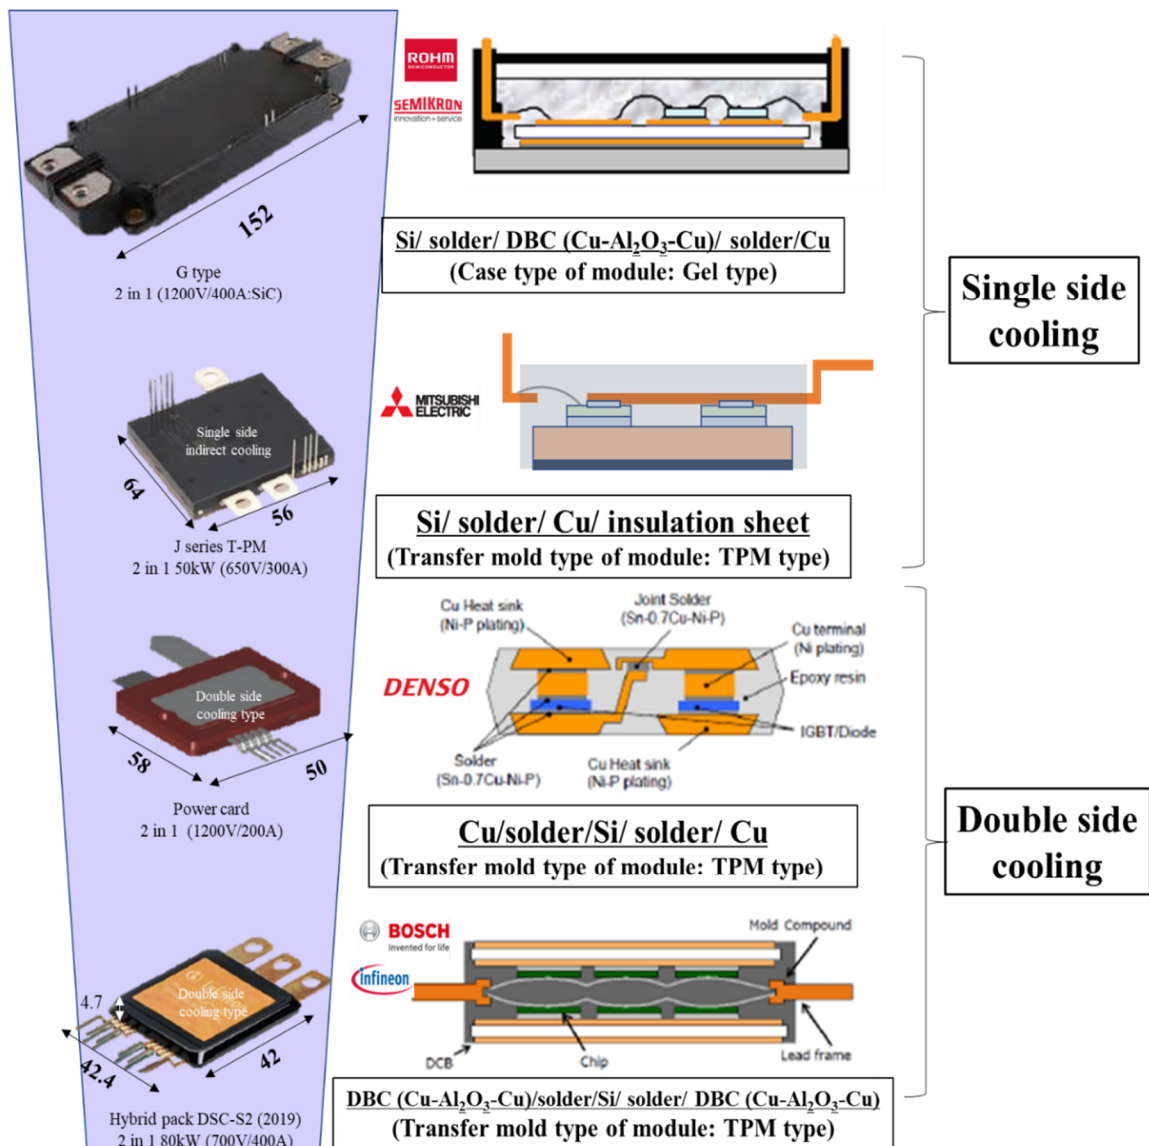 ROHM
SEMICONDUCTOR
SEMIKRON
innovation+service
152
G type
2 in 1 (1200V/400A:SiC)
Si/ solder/ DBC (Cu-Al₂O₃-Cu)/ solder/Cu
(Case type of module: Gel type)
Single side
cooling
MITSUBISHI
ELECTRIC
Single side
indirect cooling
64
56
J series T-PM
2 in 1 50kW (650V/300A)
Si/ solder/ Cu/ insulation sheet
(Transfer mold type of module: TPM type)
Cu Heat sink
(Ni-P plating)
Joint Solder
(Sn-0.7Cu-Ni-P)
Cu terminal
(Ni plating)
Epoxy resin
IGBT/Diode
Solder
(Sn-0.7Cu-Ni-P)
Cu Heat sink
(Ni-P plating)
DENSO
Double side
cooling type
58
50
Power card
2 in 1 (1200V/200A)
Cu/solder/Si/ solder/ Cu
(Transfer mold type of module: TPM type)
Double side
cooling
BOSCH
Invented for life
infineon
Mold Compound
DCB
Chip
Lead frame
Double side
cooling type
4.7
42.4
42
Hybrid pack DSC-S2 (2019)
2 in 1 80kW (700V/400A)
DBC (Cu-Al₂O₃-Cu)/solder/Si/ solder/ DBC (Cu-Al₂O₃-Cu)
(Transfer mold type of module: TPM type)